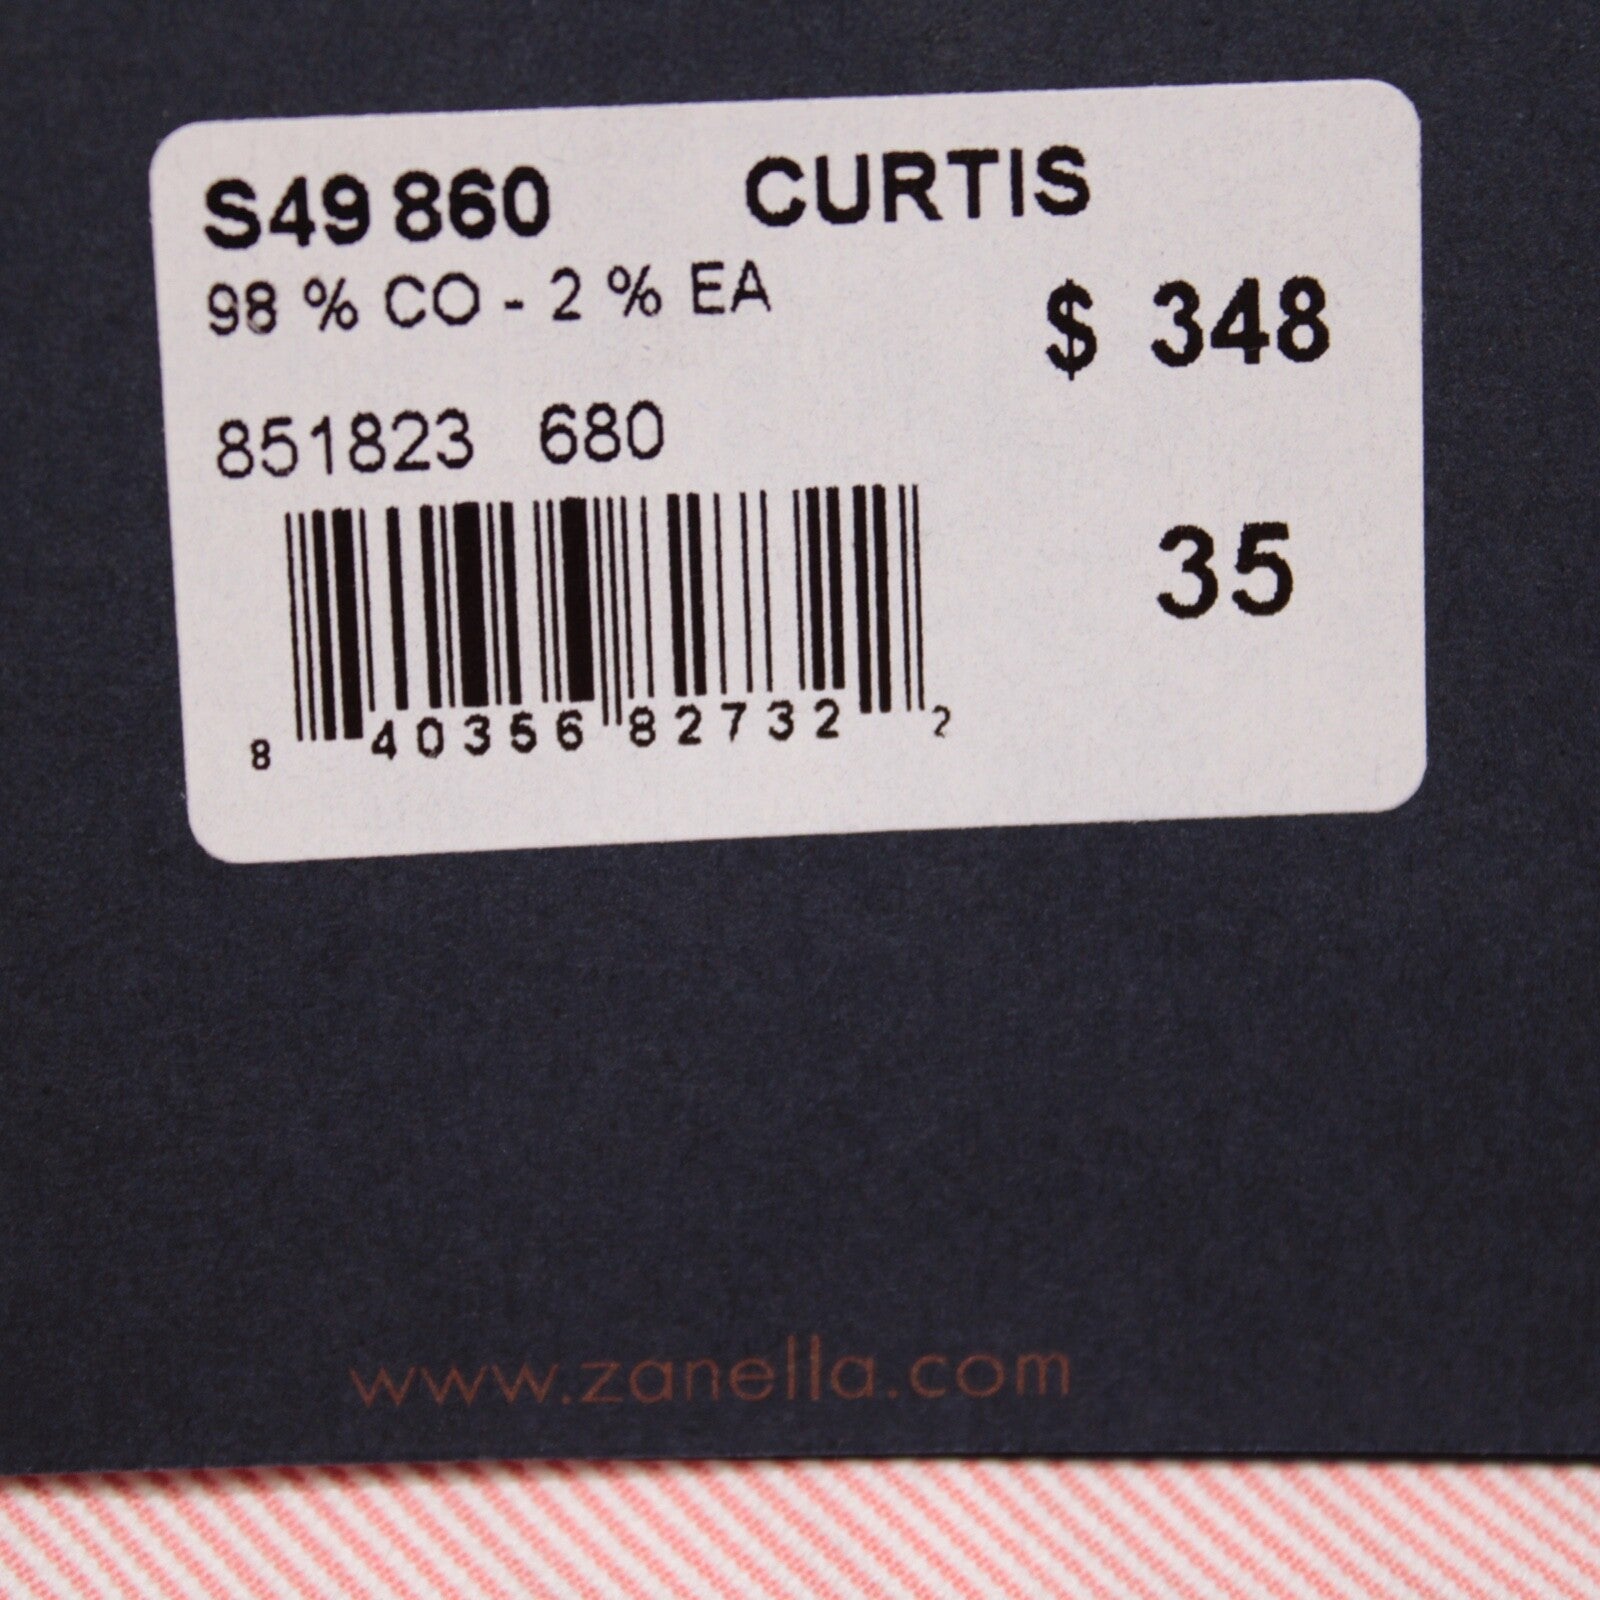 S49 860 CURTIS
98 % CO - 2 % EA
$ 348
851823 680
35
8 40356 82732 2
www.zanella.com